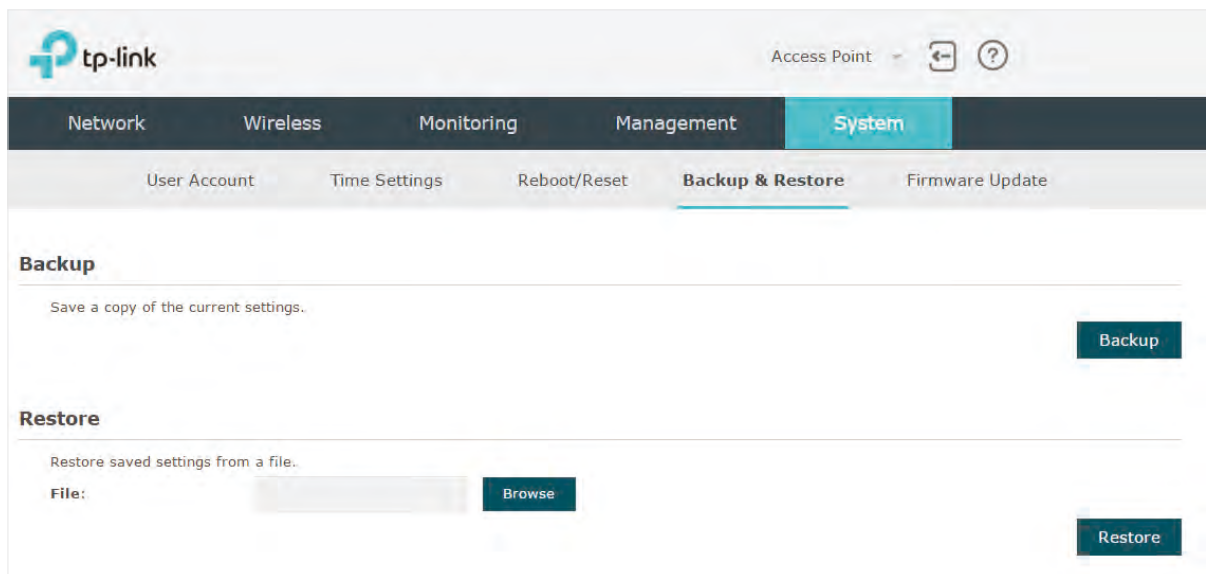 tp-link
Access Point
Network Wireless Monitoring Management System
User Account Time Settings Reboot/Reset Backup & Restore Firmware Update
Backup
Save a copy of the current settings.
Backup
Restore
Restore saved settings from a file.
File: Browse
Restore